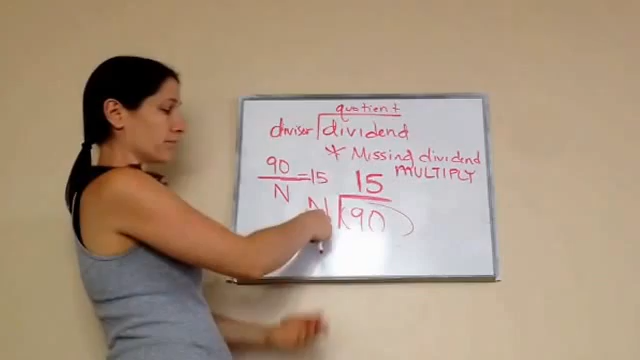 quotient
divisor dividend
* Missing dividend
MULTIPLY
90
N
=15
15
N 90